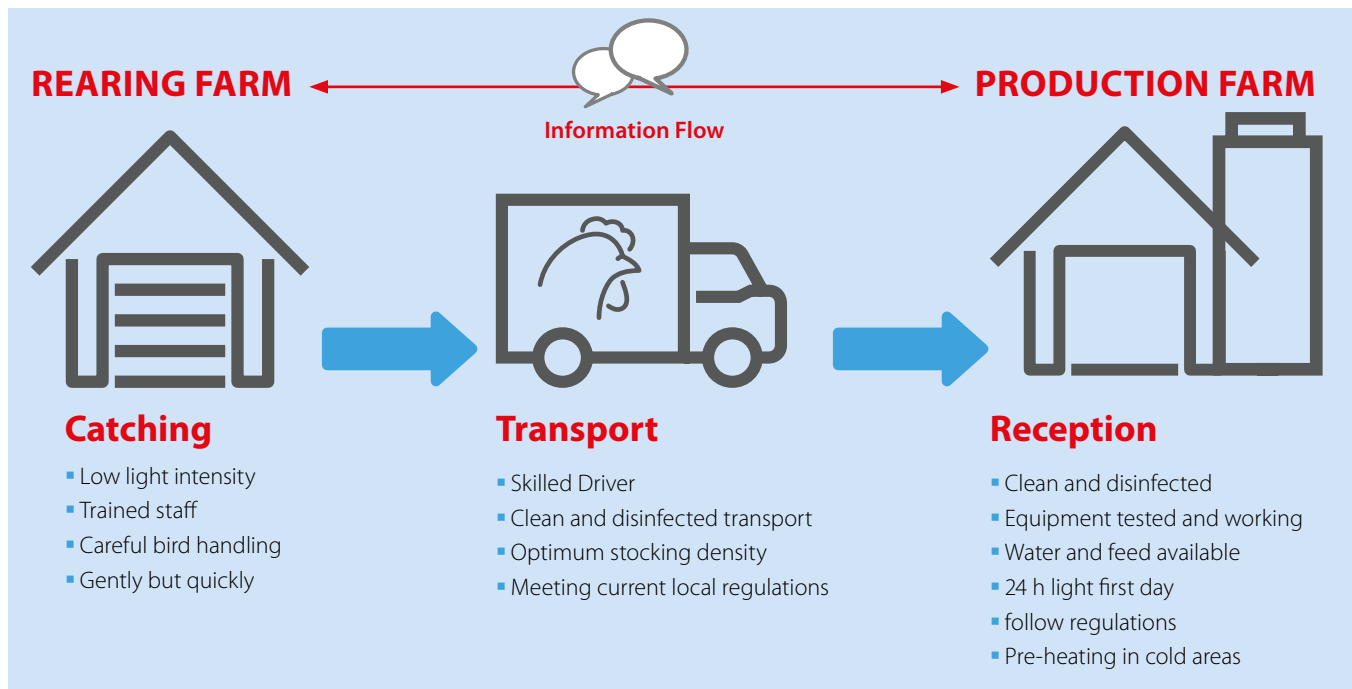 REARING FARM
Information Flow
PRODUCTION FARM
Catching
▪ Low light intensity
▪ Trained staff
▪ Careful bird handling
▪ Gently but quickly
Transport
▪ Skilled Driver
▪ Clean and disinfected transport
▪ Optimum stocking density
▪ Meeting current local regulations
Reception
▪ Clean and disinfected
▪ Equipment tested and working
▪ Water and feed available
▪ 24 h light first day
▪ follow regulations
▪ Pre-heating in cold areas